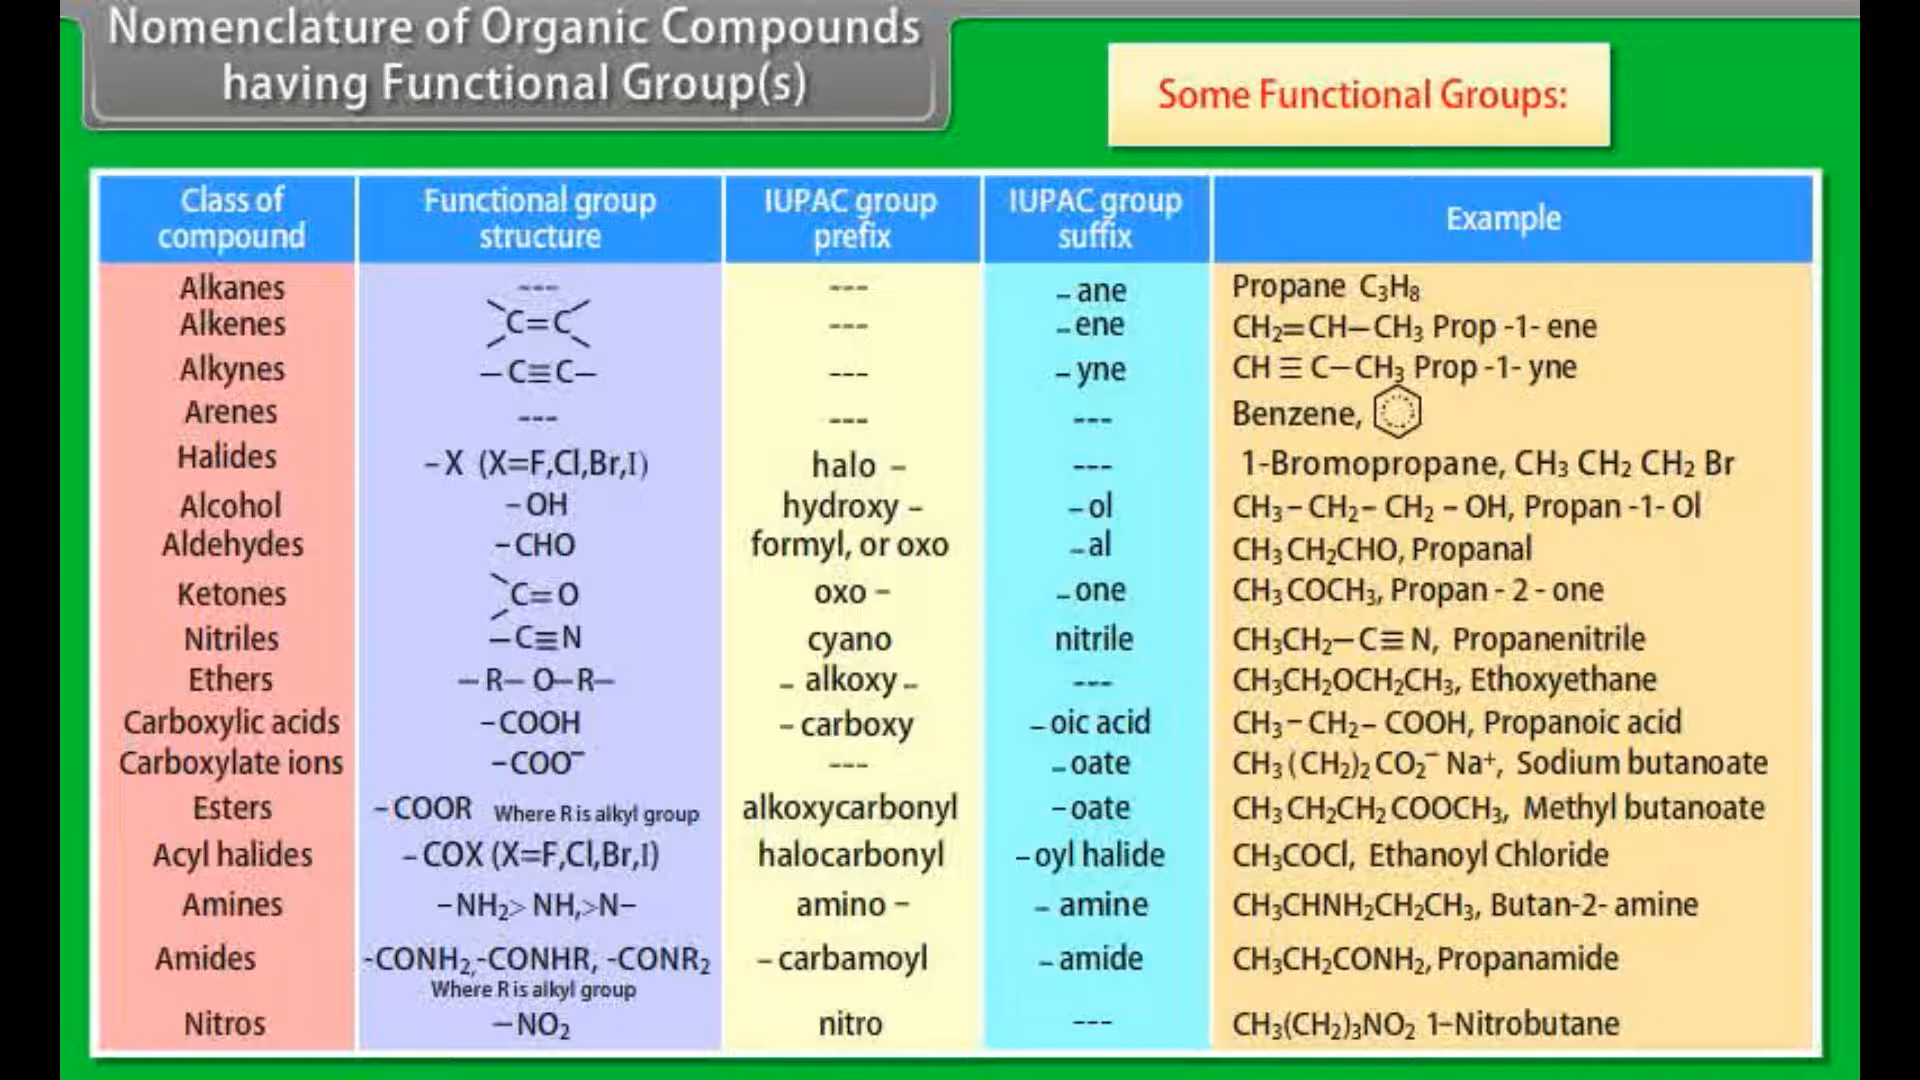 Nomenclature of Organic Compounds
having Functional Group(s)
Some Functional Groups:
Class of compound Functional group structure IUPAC group prefix IUPAC group suffix Example
Alkanes --- --- – ane Propane C₃H₈
Alkenes C=C --- – ene CH₂=CH–CH₃ Prop -1- ene
Alkynes –C≡C– --- – yne CH≡C–CH₃ Prop -1- yne
Arenes --- --- --- Benzene,
Halides –X (X=F,Cl,Br,I) halo – --- 1-Bromopropane, CH₃ CH₂ CH₂ Br
Alcohol –OH hydroxy – – ol CH₃– CH₂– CH₂ – OH, Propan -1- Ol
Aldehydes –CHO formyl, or oxo – al CH₃CH₂CHO, Propanal
Ketones C=O oxo – – one CH₃COCH₃, Propan - 2 - one
Nitriles –C≡N cyano nitrile CH₃CH₂–C≡N, Propanenitrile
Ethers –R–O–R– – alkoxy – --- CH₃CH₂OCH₂CH₃, Ethoxyethane
Carboxylic acids –COOH – carboxy – oic acid CH₃– CH₂– COOH, Propanoic acid
Carboxylate ions –COO⁻ --- – oate CH₃(CH₂)₂CO₂⁻ Na⁺, Sodium butanoate
Esters –COOR Where R is alkyl group alkoxycarbonyl – oate CH₃CH₂CH₂COOCH₃, Methyl butanoate
Acyl halides –COX (X=F,Cl,Br,I) halocarbonyl – oyl halide CH₃COCl, Ethanoyl Chloride
Amines –NH₂> NH,>N– amino – – amine CH₃CHNH₂CH₂CH₃, Butan-2- amine
Amides -CONH₂,-CONHR, -CONR₂ – carbamoyl – amide CH₃CH₂CONH₂, Propanamide
Where R is alkyl group
Nitros –NO₂ nitro --- CH₃(CH₂)₃NO₂ 1–Nitrobutane